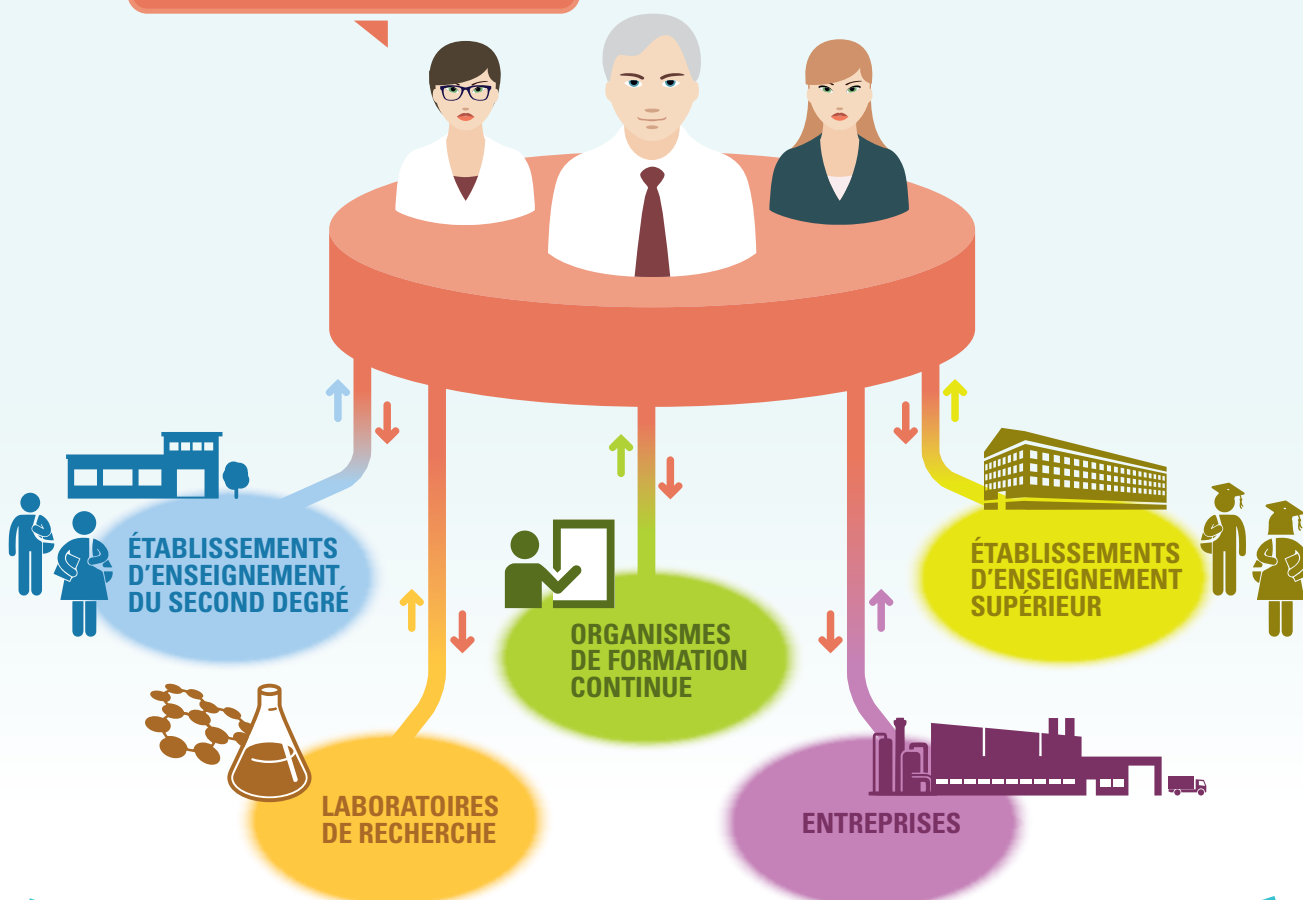 ÉTABLISSEMENTS
D'ENSEIGNEMENT
DU SECOND DEGRÉ
ORGANISMES
DE FORMATION
CONTINUE
ÉTABLISSEMENTS
D'ENSEIGNEMENT
SUPÉRIEUR
LABORATOIRES
DE RECHERCHE
ENTREPRISES